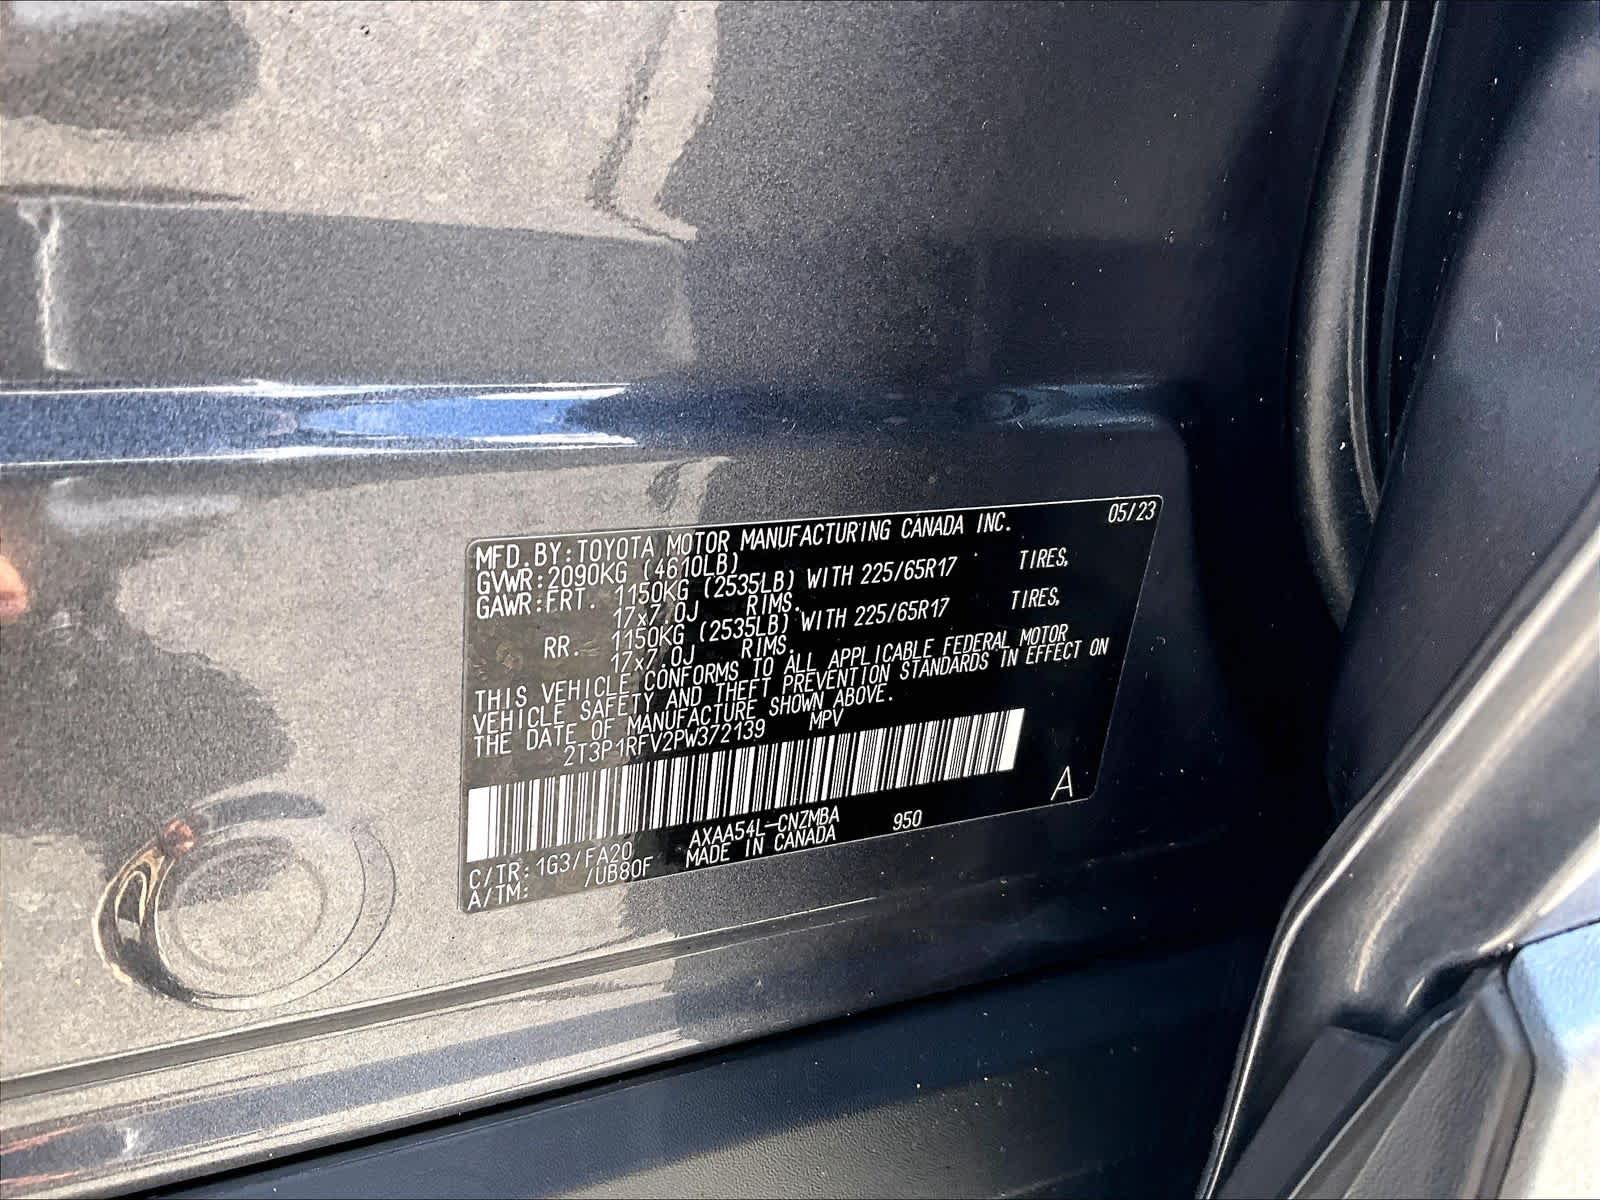 MFD.BY:TOYOTA MOTOR MANUFACTURING CANADA INC. 05/23
GVWR:2090KG (4610LB)
GAWR:FRT. 1150KG (2535LB) WITH 225/65R17 TIRES,
17x7.0J RIMS.
RR. 1150KG (2535LB) WITH 225/65R17 TIRES,
17x7.0J RIMS.
THIS VEHICLE CONFORMS TO ALL APPLICABLE FEDERAL MOTOR
VEHICLE SAFETY AND THEFT PREVENTION STANDARDS IN EFFECT ON
THE DATE OF MANUFACTURE SHOWN ABOVE.
2T3P1RFV2PW372139 MPV
A
C/TR:1G3/FA20 AXAA54L-CNZMBA 950
A/TM: /UB80F MADE IN CANADA